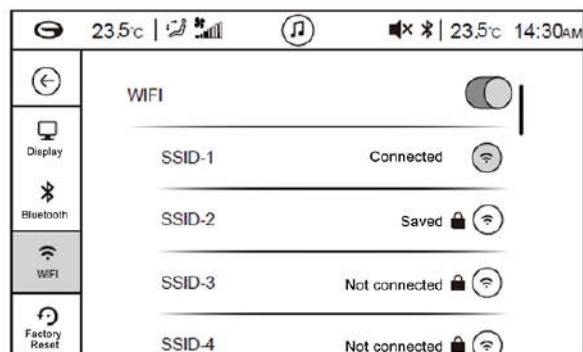 23.5°C 23.5°C 14:30AM
WIFI
Display
SSID-1 Connected
Bluetooth
SSID-2 Saved
WIFI
SSID-3 Not connected
Factory
Reset
SSID-4 Not connected